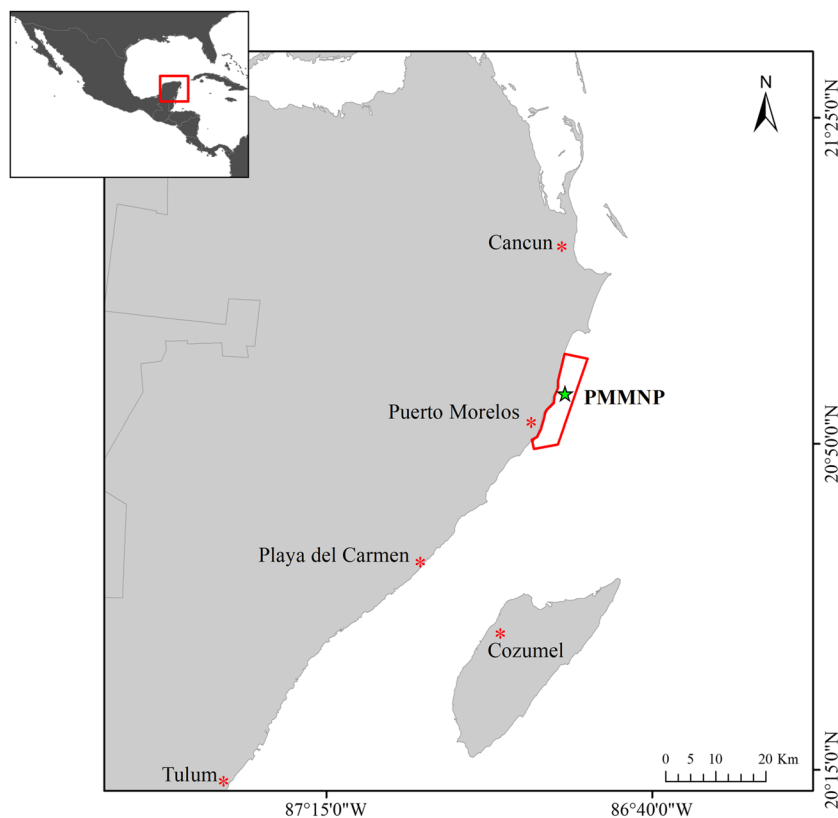 N
21°25'0"N
Cancun
PMMNP
Puerto Morelos
20°50'0"N
Playa del Carmen
Cozumel
0 5 10 20 Km
Tulum
20°15'0"N
87°15'0"W 86°40'0"W